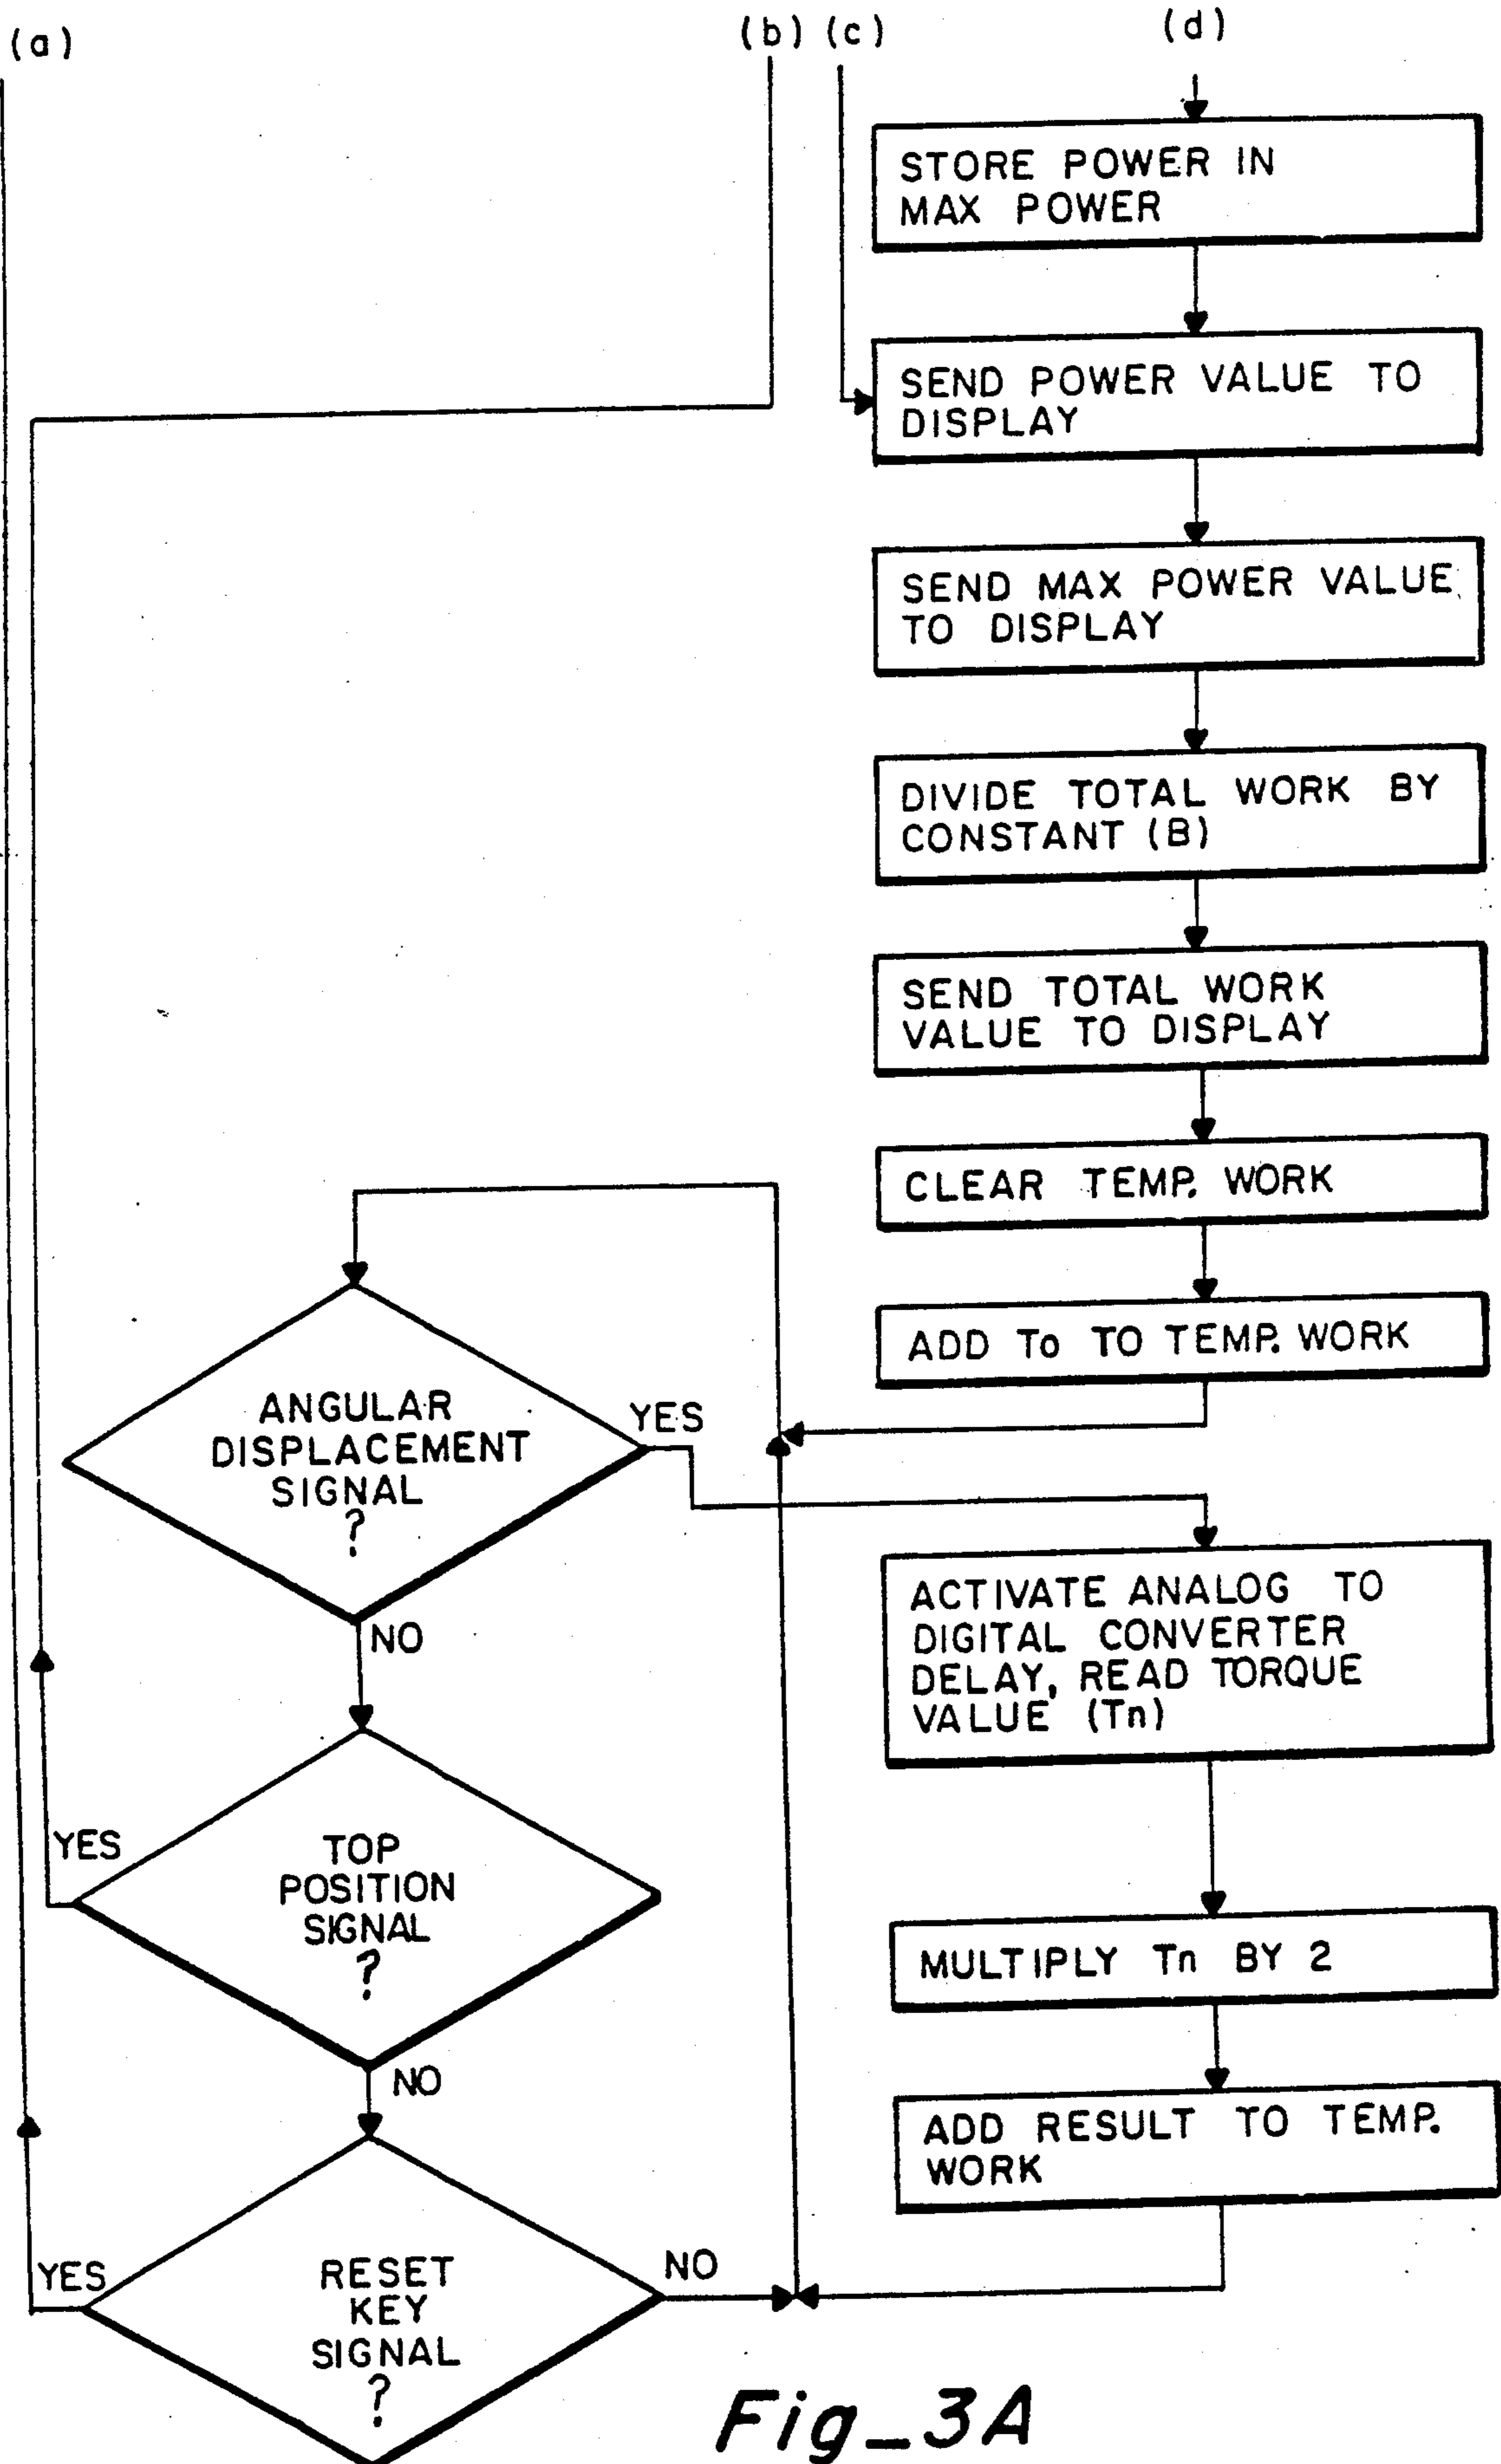 (a)
(b) (c)
(d)
STORE POWER IN
MAX POWER
SEND POWER VALUE TO
DISPLAY
SEND MAX POWER VALUE
TO DISPLAY
DIVIDE TOTAL WORK BY
CONSTANT (B)
SEND TOTAL WORK
VALUE TO DISPLAY
CLEAR TEMP. WORK
ADD To TO TEMP. WORK
ANGULAR
DISPLACEMENT
SIGNAL
?
YES
NO
ACTIVATE ANALOG TO
DIGITAL CONVERTER
DELAY, READ TORQUE
VALUE (Tn)
TOP
POSITION
SIGNAL
?
YES
NO
MULTIPLY Tn BY 2
ADD RESULT TO TEMP.
WORK
RESET
KEY
SIGNAL
?
YES
NO
Fig_3A